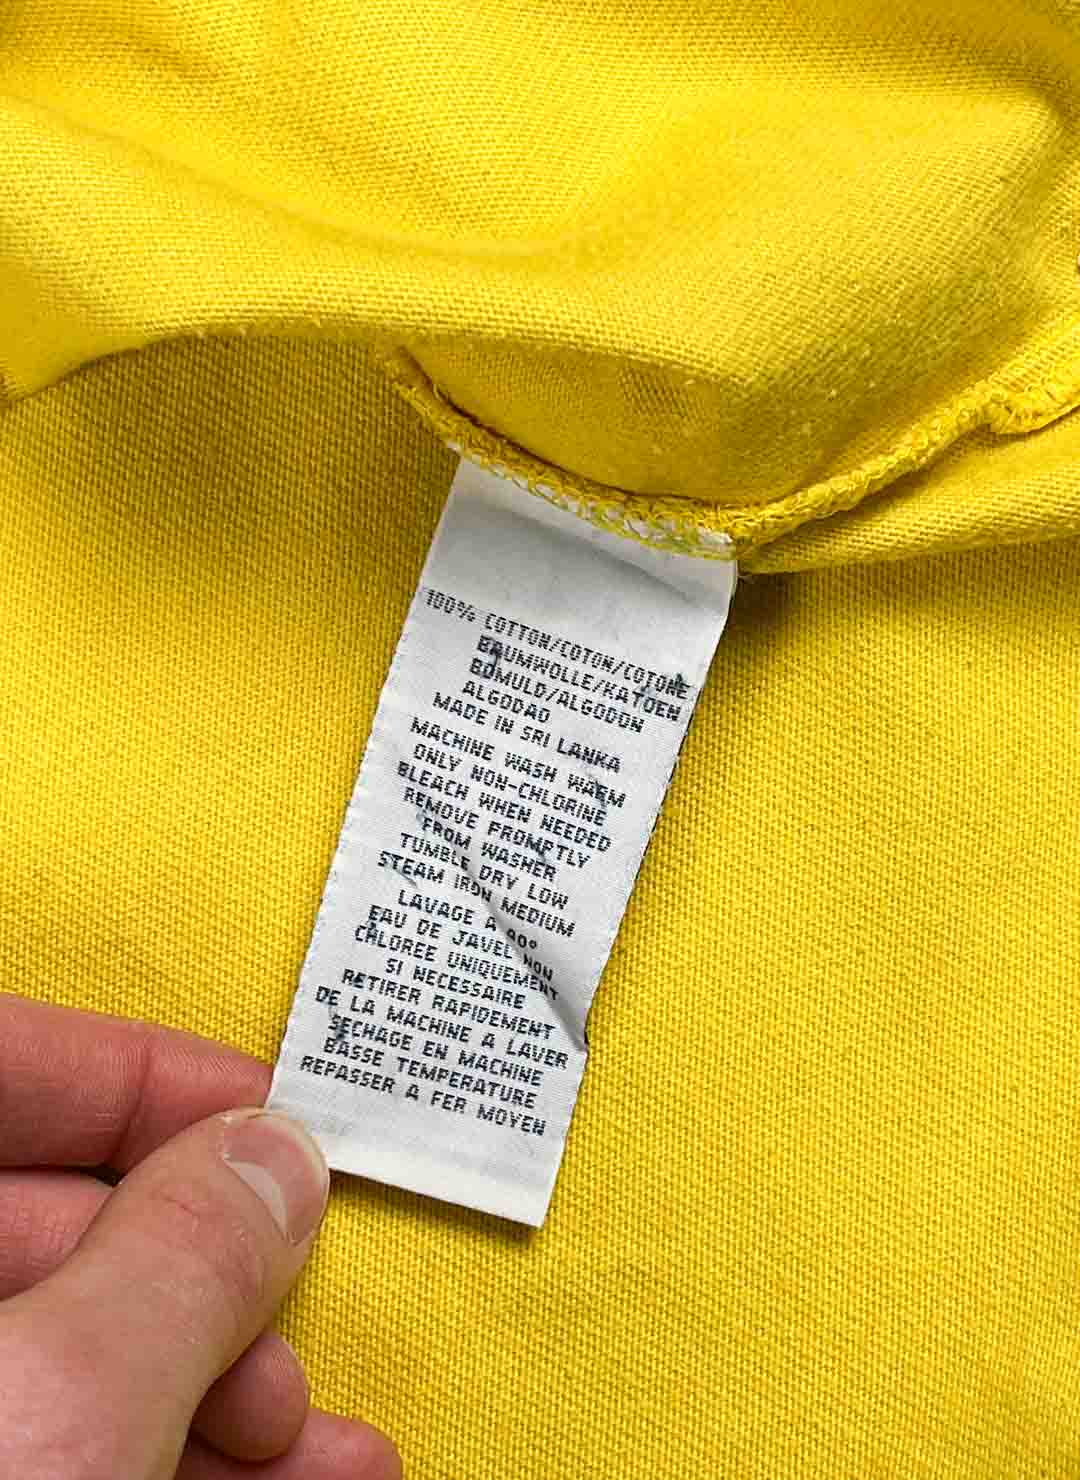 100% COTTON/COTON/COTONE
BAUMWOLLE/KATOEN
BOMULD/ALGODON
ALGODAO
MADE IN SRI LANKA
MACHINE WASH WARM
ONLY NON-CHLORINE
BLEACH WHEN NEEDED
REMOVE PROMPTLY
FROM WASHER
TUMBLE DRY LOW
STEAM IRON MEDIUM
LAVAGE A
EAU DE JAVEL NON
CHLOREE UNIQUEMENT
SI NECESSAIRE
RETIRER RAPIDEMENT
DE LA MACHINE A LAVER
SECHAGE EN MACHINE
BASSE TEMPERATURE
REPASSER A FER MOYEN